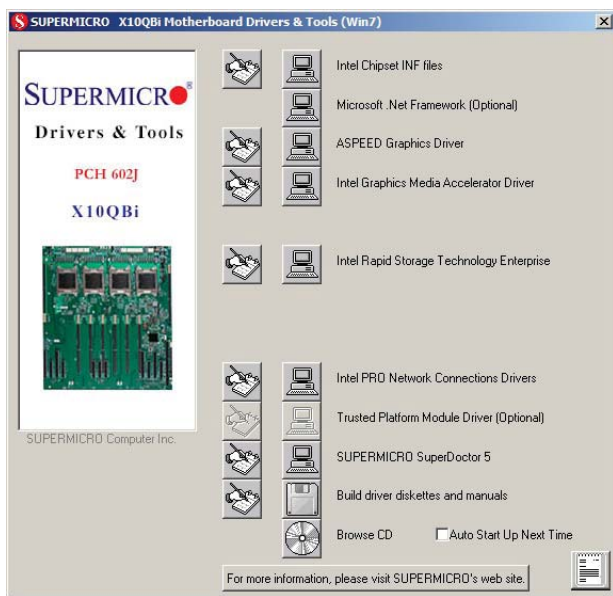 SUPERMICRO X10QBi Motherboard Drivers & Tools (Win7)
SUPERMICRO®
Drivers & Tools
PCH 602J
X10QBi
SUPERMICRO Computer Inc.
Intel Chipset INF files
Microsoft .Net Framework (Optional)
ASPEED Graphics Driver
Intel Graphics Media Accelerator Driver
Intel Rapid Storage Technology Enterprise
Intel PRO Network Connections Drivers
Trusted Platform Module Driver (Optional)
SUPERMICRO SuperDoctor 5
Build driver diskettes and manuals
Browse CD
Auto Start Up Next Time
For more information, please visit SUPERMICRO's web site.